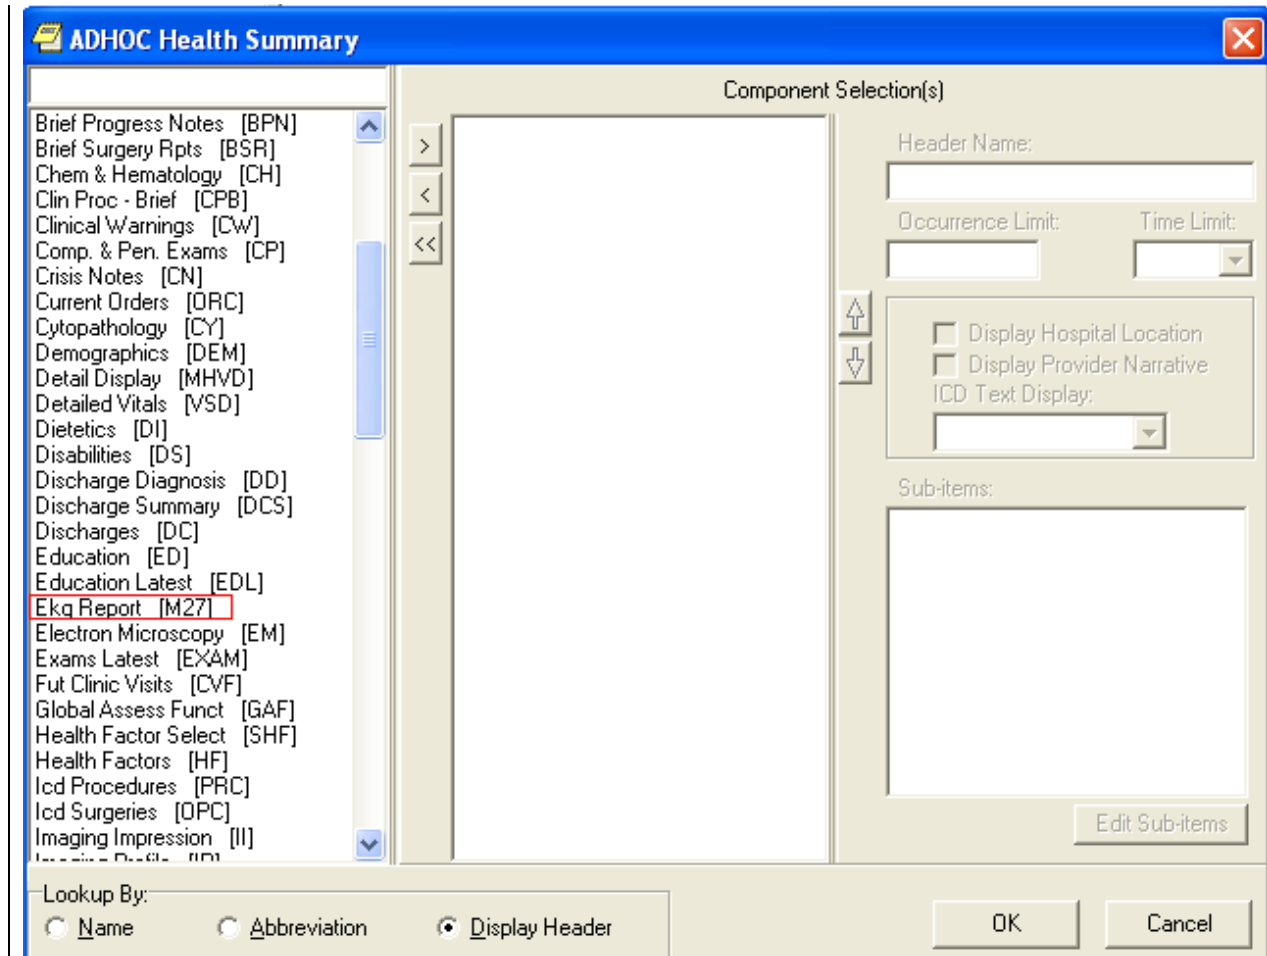 ADHOC Health Summary
Component Selection(s)
Brief Progress Notes [BPN]
Brief Surgery Rpts [BSR]
Chem & Hematology [CH]
Clin Proc - Brief [CPB]
Clinical Warnings [CW]
Comp. & Pen. Exams [CP]
Crisis Notes [CN]
Current Orders [ORC]
Cytopathology [CY]
Demographics [DEM]
Detail Display [MHVD]
Detailed Vitals [VSD]
Dietetics [DI]
Disabilities [DS]
Discharge Diagnosis [DD]
Discharge Summary [DCS]
Discharges [DC]
Education [ED]
Education Latest [EDL]
Ekg Report [M27]
Electron Microscopy [EM]
Exams Latest [EXAM]
Fut Clinic Visits [CVF]
Global Assess Funct [GAF]
Health Factor Select [SHF]
Health Factors [HF]
Icd Procedures [PRC]
Icd Surgeries [OPC]
Imaging Impression [II]
>
<
<<
Header Name:
Occurrence Limit: Time Limit:
Display Hospital Location
Display Provider Narrative
ICD Text Display:
Sub-items:
Edit Sub-items
Lookup By:
Name Abbreviation Display Header
OK Cancel